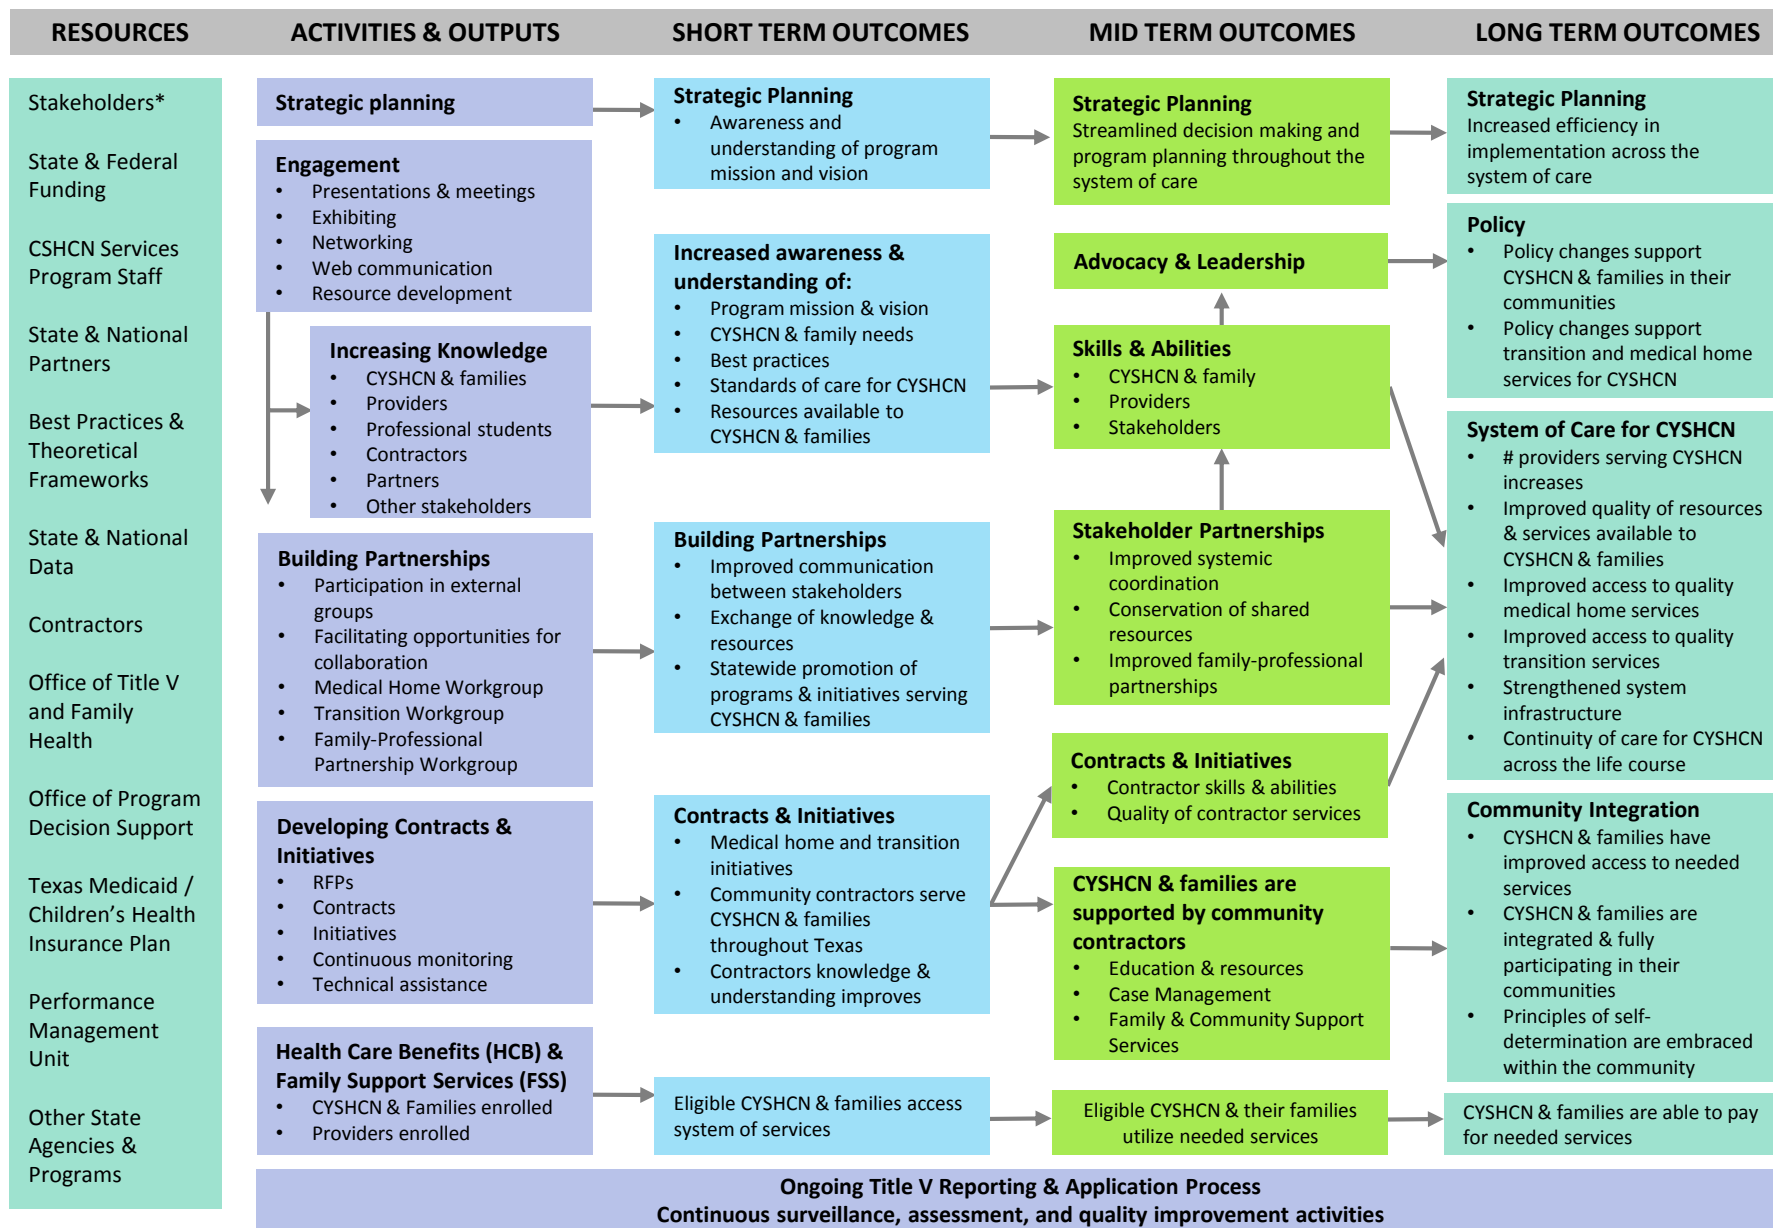 RESOURCES
ACTIVITIES & OUTPUTS
SHORT TERM OUTCOMES
MID TERM OUTCOMES
LONG TERM OUTCOMES
Stakeholders*
State & Federal
Funding
CSHCN Services
Program Staff
State & National
Partners
Best Practices &
Theoretical
Frameworks
State & National
Data
Contractors
Office of Title V
and Family
Health
Office of Program
Decision Support
Texas Medicaid /
Children's Health
Insurance Plan
Performance
Management
Unit
Other State
Agencies &
Programs
Strategic planning
Engagement
• Presentations & meetings
• Exhibiting
• Networking
• Web communication
• Resource development
Increasing Knowledge
• CYSHCN & families
• Providers
• Professional students
• Contractors
• Partners
• Other stakeholders
Building Partnerships
• Participation in external
groups
• Facilitating opportunities for
collaboration
• Medical Home Workgroup
• Transition Workgroup
• Family-Professional
Partnership Workgroup
Developing Contracts &
Initiatives
• RFPs
• Contracts
• Initiatives
• Continuous monitoring
• Technical assistance
Health Care Benefits (HCB) &
Family Support Services (FSS)
• CYSHCN & Families enrolled
• Providers enrolled
Strategic Planning
• Awareness and
understanding of program
mission and vision
Increased awareness &
understanding of:
• Program mission & vision
• CYSHCN & family needs
• Best practices
• Standards of care for CYSHCN
• Resources available to
CYSHCN & families
Building Partnerships
• Improved communication
between stakeholders
• Exchange of knowledge &
resources
• Statewide promotion of
programs & initiatives serving
CYSHCN & families
Contracts & Initiatives
• Medical home and transition
initiatives
• Community contractors serve
CYSHCN & families
throughout Texas
• Contractors knowledge &
understanding improves
Eligible CYSHCN & families access
system of services
Strategic Planning
Streamlined decision making and
program planning throughout the
system of care
Advocacy & Leadership
Skills & Abilities
• CYSHCN & family
• Providers
• Stakeholders
Stakeholder Partnerships
• Improved systemic
coordination
• Conservation of shared
resources
• Improved family-professional
partnerships
Contracts & Initiatives
• Contractor skills & abilities
• Quality of contractor services
CYSHCN & families are
supported by community
contractors
• Education & resources
• Case Management
• Family & Community Support
Services
Eligible CYSHCN & their families
utilize needed services
Strategic Planning
Increased efficiency in
implementation across the
system of care
Policy
• Policy changes support
CYSHCN & families in their
communities
• Policy changes support
transition and medical home
services for CYSHCN
System of Care for CYSHCN
• # providers serving CYSHCN
increases
• Improved quality of resources
& services available to
CYSHCN & families
• Improved access to quality
medical home services
• Improved access to quality
transition services
• Strengthened system
infrastructure
• Continuity of care for CYSHCN
across the life course
Community Integration
• CYSHCN & families have
improved access to needed
services
• CYSHCN & families are
integrated & fully
participating in their
communities
• Principles of self-
determination are embraced
within the community
CYSHCN & families are able to pay
for needed services
Ongoing Title V Reporting & Application Process
Continuous surveillance, assessment, and quality improvement activities